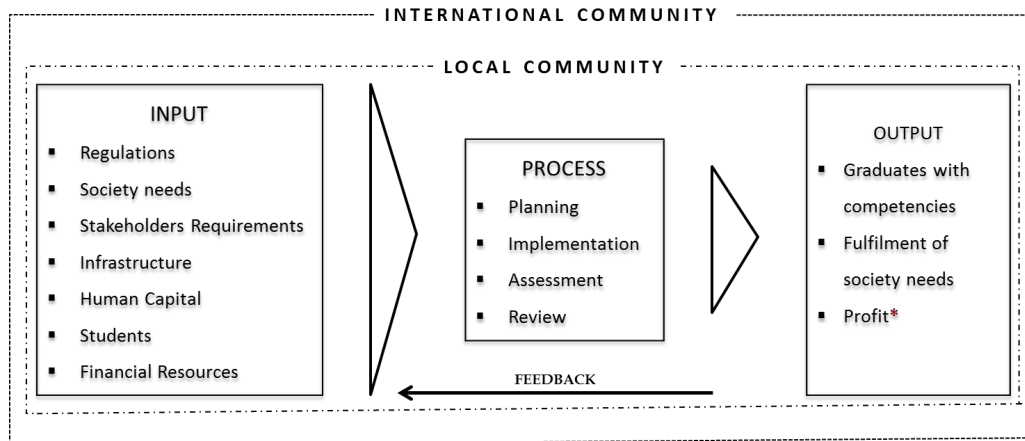 INTERNATIONAL COMMUNITY
LOCAL COMMUNITY
INPUT
▪ Regulations
▪ Society needs
▪ Stakeholders Requirements
▪ Infrastructure
▪ Human Capital
▪ Students
▪ Financial Resources
PROCESS
▪ Planning
▪ Implementation
▪ Assessment
▪ Review
OUTPUT
▪ Graduates with
competencies
▪ Fulfilment of
society needs
▪ Profit*
FEEDBACK